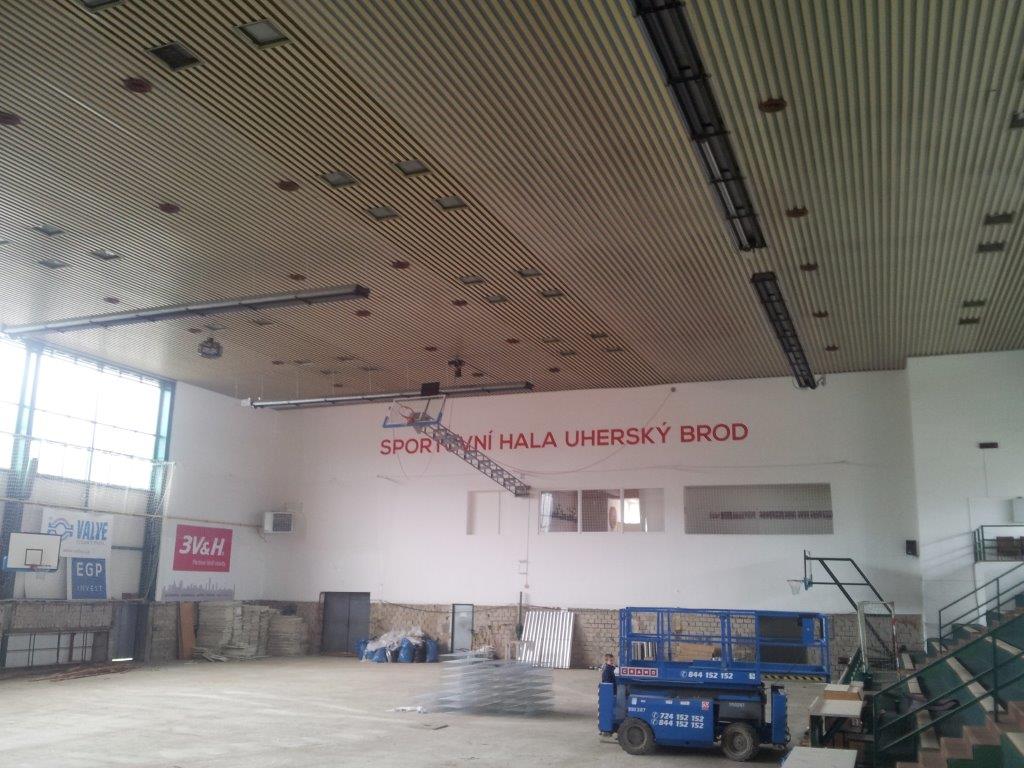 SPORTOVNÍ HALA UHERSKÝ BROD
VALVE
3V&H
EGP
INVEST
844 152 152
724 152 152
844 152 152